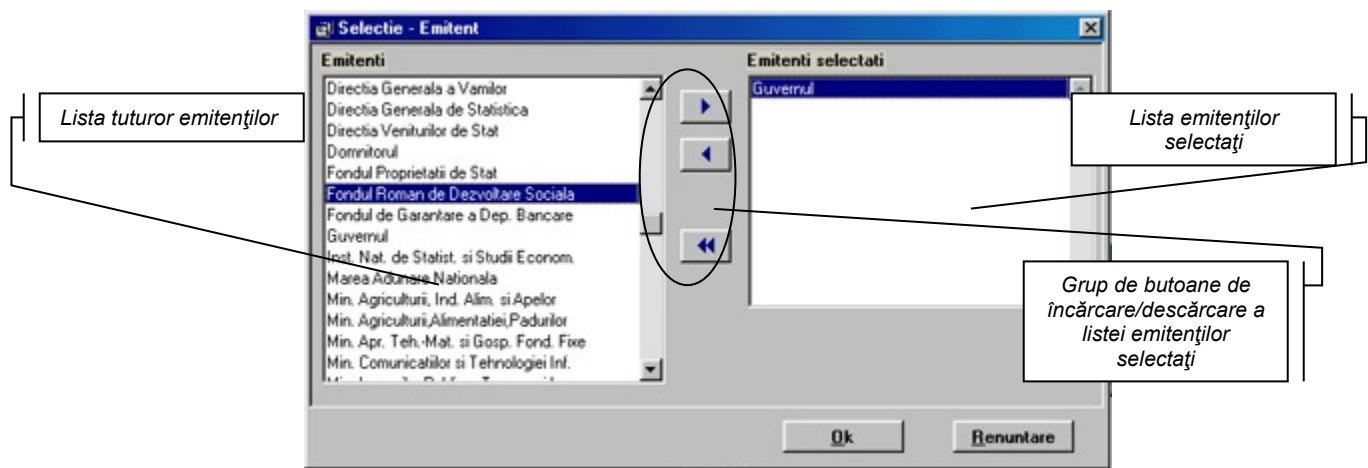 Selectie - Emitent
Emitenti
Directia Generala a Vamilor
Directia Generala de Statistica
Directia Veniturilor de Stat
Domnitorul
Fondul Proprietatii de Stat
Fondul Roman de Dezvoltare Sociala
Fondul de Garantare a Dep. Bancare
Guvernul
Inst. Nat. de Statist. si Studii Econom.
Marea Adunare Nationala
Min. Agriculturii, Ind. Alim. si Apelor
Min. Agriculturii,Alimentatiei,Padurilor
Min. Apr. Teh.-Mat. si Gosp. Fond. Fixe
Min. Comunicatiilor si Tehnologiei Inf.
Emitenti selectati
Guvernul
Ok
Renuntare
Lista tuturor emitenţilor
Lista emitenţilor
selectaţi
Grup de butoane de
încărcare/descărcare a
listei emitenţilor
selectaţi